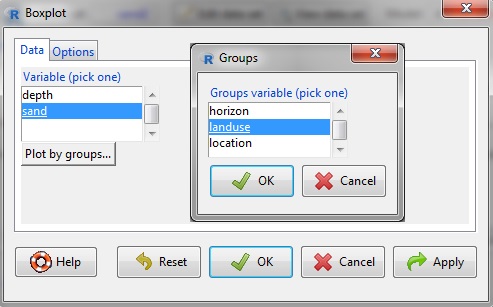 Boxplot
Data Options
Variable (pick one)
depth
sand
Plot by groups...
Groups
Groups variable (pick one)
horizon
landuse
location
OK Cancel
Help Reset OK Cancel Apply